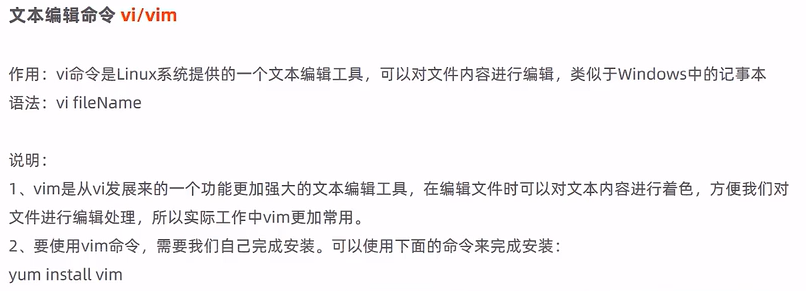 文本编辑命令 vi/vim
作用：vi命令是Linux系统提供的一个文本编辑工具，可以对文件内容进行编辑，类似于Windows中的记事本
语法：vi fileName
说明：
1、vim是从vi发展来的一个功能更加强大的文本编辑工具，在编辑文件时可以对文本内容进行着色，方便我们对
文件进行编辑处理，所以实际工作中vim更加常用。
2、要使用vim命令，需要我们自己完成安装。可以使用下面的命令来完成安装：
yum install vim